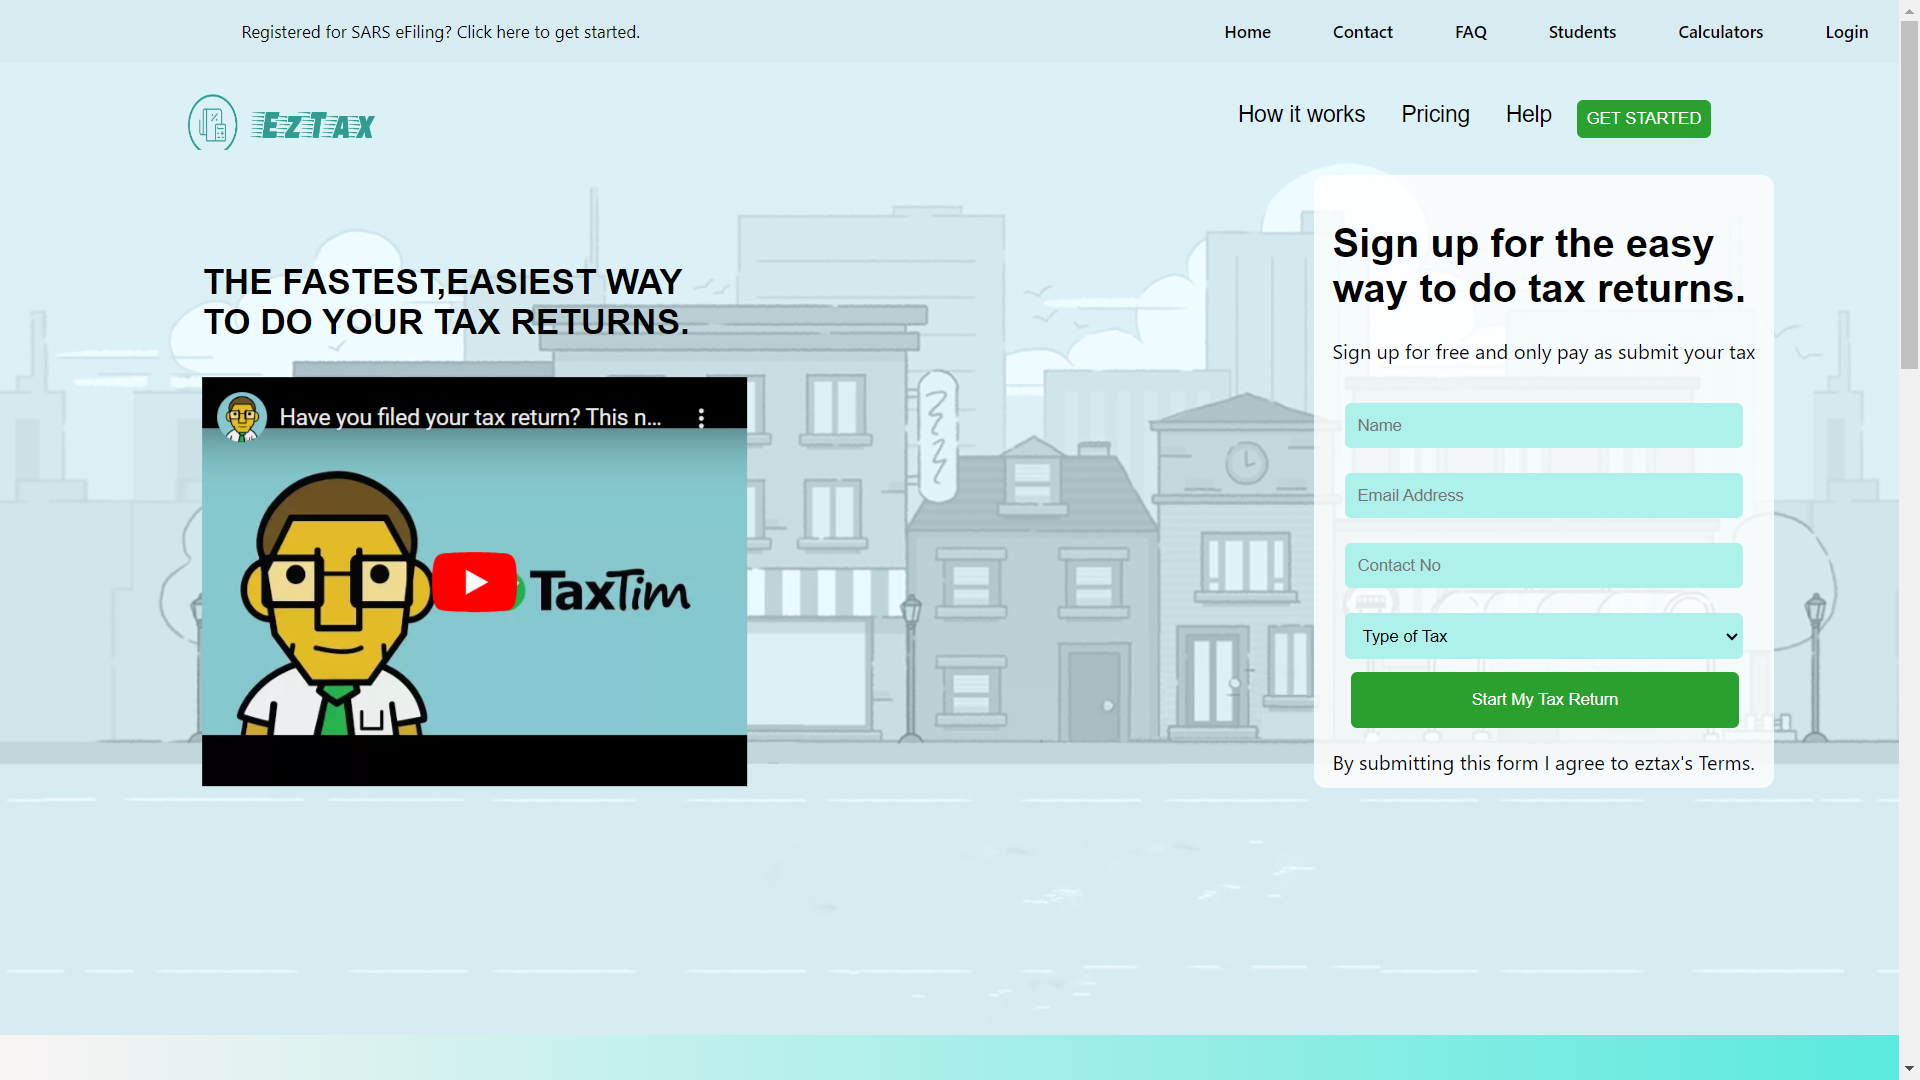 Registered for SARS eFiling? Click here to get started.
Home
Contact
FAQ
Students
Calculators
Login
EzTax
How it works
Pricing
Help
GET STARTED
THE FASTEST,EASIEST WAY
TO DO YOUR TAX RETURNS.
Have you filed your tax return? This n...
TaxTim
Sign up for the easy
way to do tax returns.
Sign up for free and only pay as submit your tax
Name
Email Address
Contact No
Type of Tax
Start My Tax Return
By submitting this form I agree to eztax's Terms.